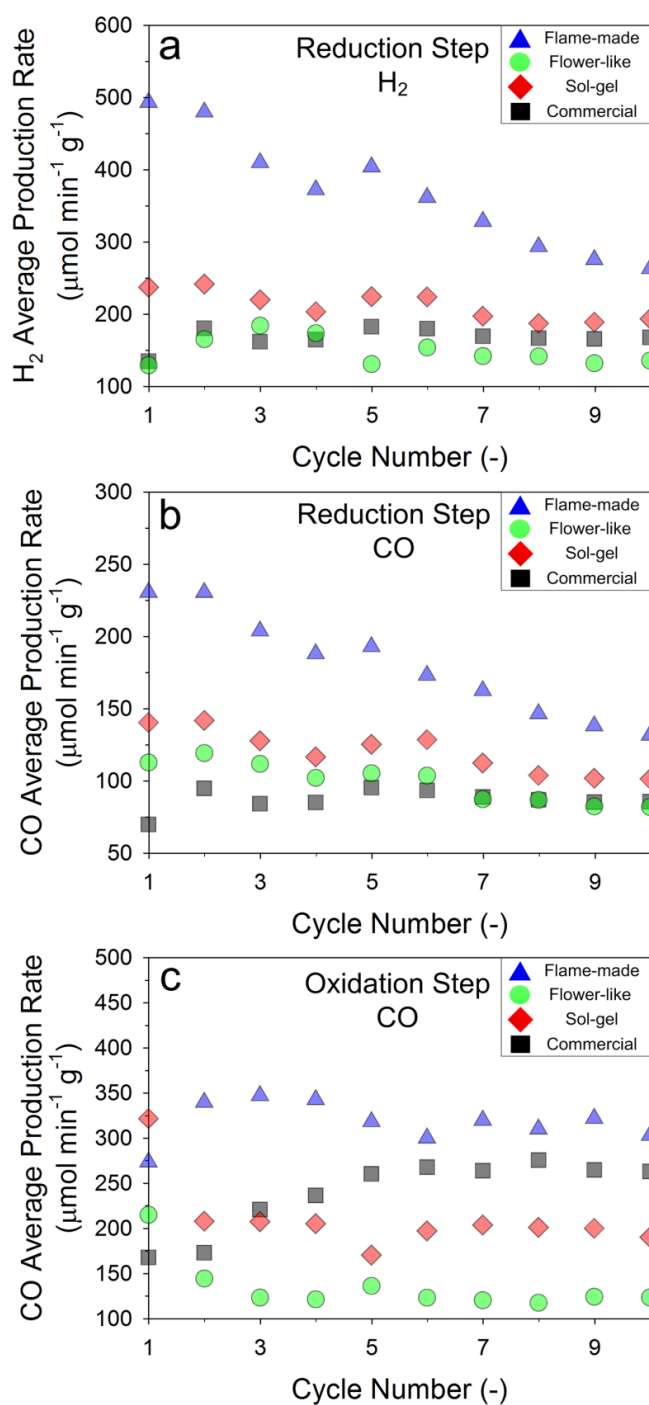 a
Reduction Step
H₂
Flame-made
Flower-like
Sol-gel
Commercial
H₂ Average Production Rate
(μmol min⁻¹ g⁻¹)
600
500
400
300
200
100
1 3 5 7 9
Cycle Number (-)
b
Reduction Step
CO
Flame-made
Flower-like
Sol-gel
Commercial
CO Average Production Rate
(μmol min⁻¹ g⁻¹)
300
250
200
150
100
50
1 3 5 7 9
Cycle Number (-)
c
Oxidation Step
CO
Flame-made
Flower-like
Sol-gel
Commercial
CO Average Production Rate
(μmol min⁻¹ g⁻¹)
500
450
400
350
300
250
200
150
100
1 3 5 7 9
Cycle Number (-)